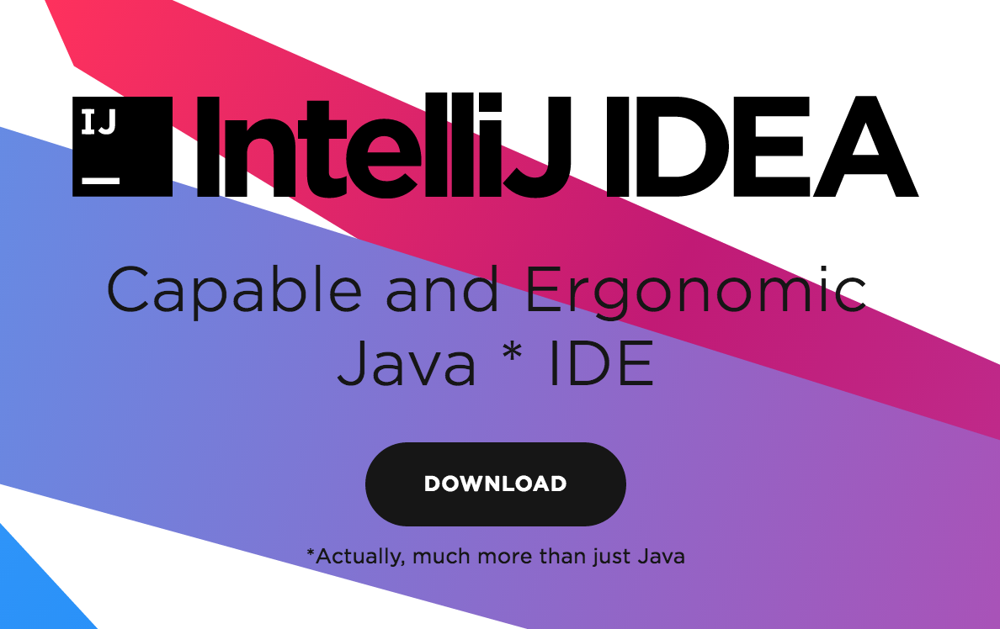 IJ
IntelliJ IDEA
Capable and Ergonomic
Java * IDE
DOWNLOAD
*Actually, much more than just Java